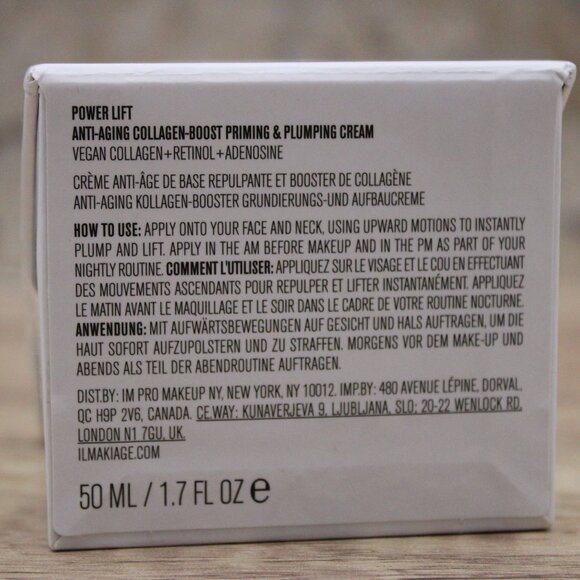 POWER LIFT
ANTI-AGING COLLAGEN-BOOST PRIMING & PLUMPING CREAM
VEGAN COLLAGEN+RETINOL+ADENOSINE
CRÈME ANTI-ÂGE DE BASE REPULPANTE ET BOOSTER DE COLLAGÈNE
ANTI-AGING KOLLAGEN-BOOSTER GRUNDIERUNGS-UND AUFBAUCREME
HOW TO USE: APPLY ONTO YOUR FACE AND NECK, USING UPWARD MOTIONS TO INSTANTLY
PLUMP AND LIFT. APPLY IN THE AM BEFORE MAKEUP AND IN THE PM AS PART OF YOUR
NIGHTLY ROUTINE. COMMENT L'UTILISER: APPLIQUEZ SUR LE VISAGE ET LE COU EN EFFECTUANT
DES MOUVEMENTS ASCENDANTS POUR REPULPER ET LIFTER INSTANTANÉMENT. APPLIQUEZ
LE MATIN AVANT LE MAQUILLAGE ET LE SOIR DANS LE CADRE DE VOTRE ROUTINE NOCTURNE.
ANWENDUNG: MIT AUFWÄRTSBEWEGUNGEN AUF GESICHT UND HALS AUFTRAGEN, UM DIE
HAUT SOFORT AUFZUPOLSTERN UND ZU STRAFFEN. MORGENS VOR DEM MAKE-UP UND
ABENDS ALS TEIL DER ABENDROUTINE AUFTRAGEN.
DIST.BY: IM PRO MAKEUP NY, NEW YORK, NY 10012. IMP.BY: 480 AVENUE LÉPINE, DORVAL,
QC H9P 2V6, CANADA. CE.WAY: KUNAVERJEVA 9, LJUBLJANA, SLO; 20-22 WENLOCK RD,
LONDON N1 7GU, UK.
ILMAKIAGE.COM
50 ML / 1.7 FL OZ e